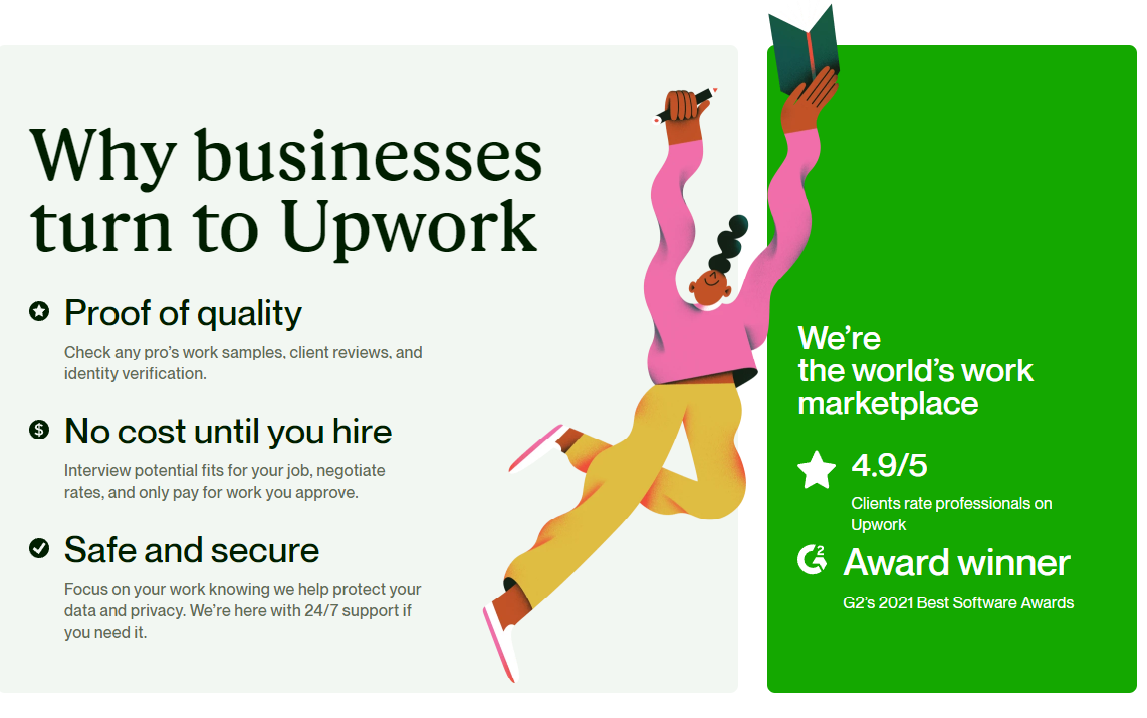 Why businesses
turn to Upwork
Proof of quality
Check any pro's work samples, client reviews, and
identity verification.
$
No cost until you hire
Interview potential fits for your job, negotiate
rates, and only pay for work you approve.
Safe and secure
Focus on your work knowing we help protect your
data and privacy. We're here with 24/7 support if
you need it.
We're
the world's work
marketplace
4.9/5
Clients rate professionals on
Upwork
G2
Award winner
G2's 2021 Best Software Awards